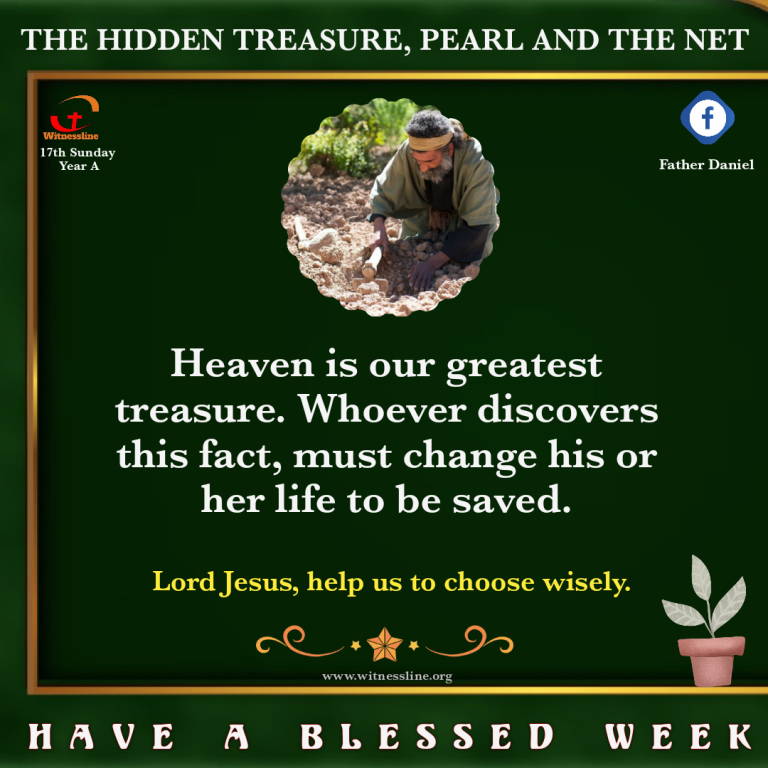 THE HIDDEN TREASURE, PEARL AND THE NET
Witnessline
17th Sunday
Year A
f
Father Daniel
Heaven is our greatest
treasure. Whoever discovers
this fact, must change his or
her life to be saved.
Lord Jesus, help us to choose wisely.
www.witnessline.org
HAVE A BLESSED WEEK